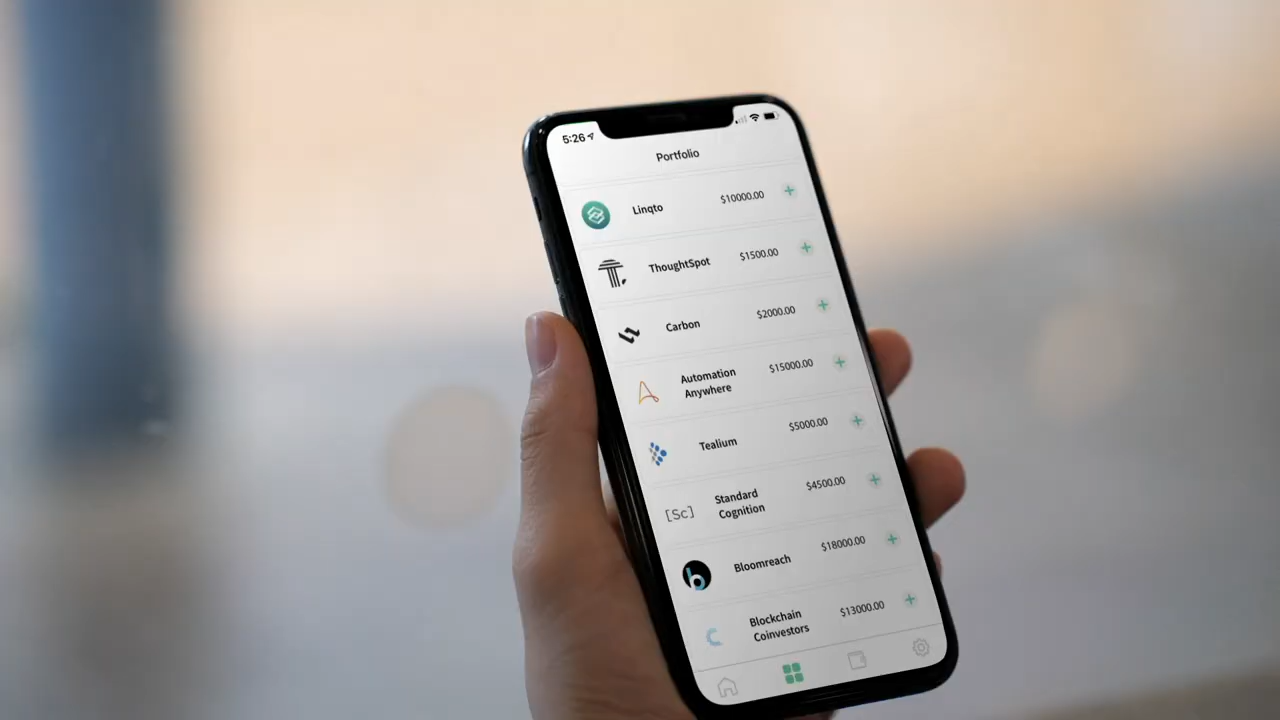 5:26
Portfolio
Linqto $10000.00 +
ThoughtSpot $1500.00 +
Carbon $2000.00 +
Automation
Anywhere $15000.00 +
Tealium $5000.00 +
[Sc] Standard
Cognition $4500.00 +
b Bloomreach $18000.00 +
C Blockchain
Coinvestors $13000.00 +